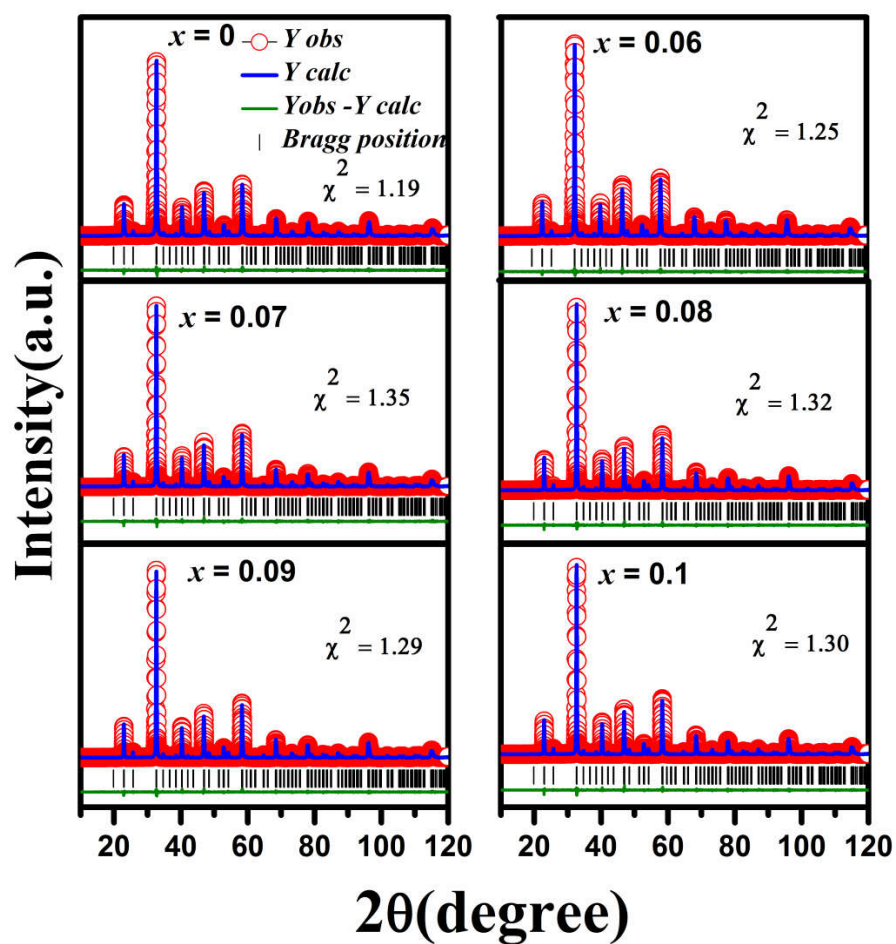 Intensity(a.u.)
x = 0
Y obs
Y calc
Yobs -Y calc
Bragg position
χ² = 1.19
x = 0.06
χ² = 1.25
x = 0.07
χ² = 1.35
x = 0.08
χ² = 1.32
x = 0.09
χ² = 1.29
x = 0.1
χ² = 1.30
20 40 60 80 100 120
20 40 60 80 100 120
2θ(degree)